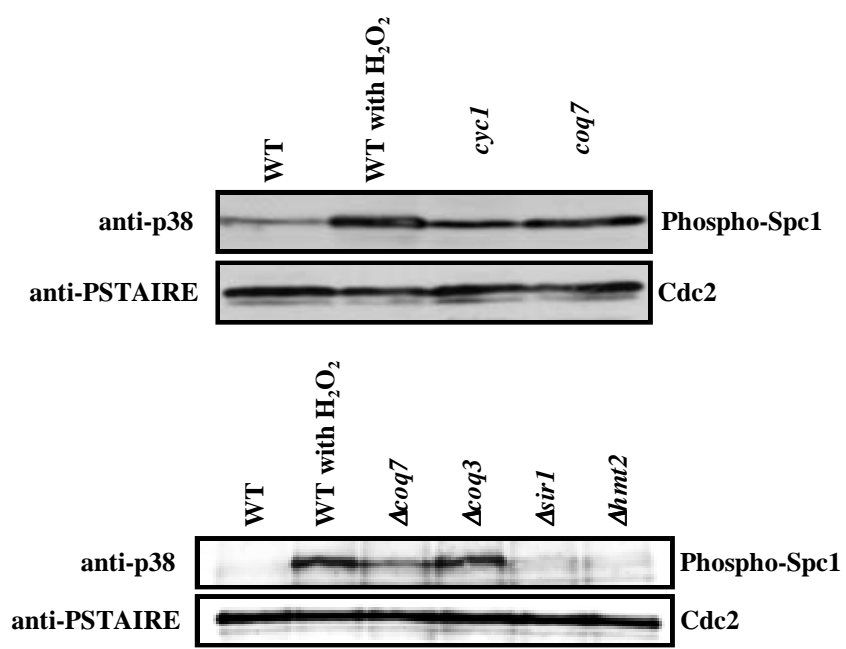 WT
WT with H₂O₂
cyc1
coq7
anti-p38
Phospho-Spc1
anti-PSTAIRE
Cdc2
WT
WT with H₂O₂
Δcoq7
Δcoq3
Δsir1
Δhmt2
anti-p38
Phospho-Spc1
anti-PSTAIRE
Cdc2